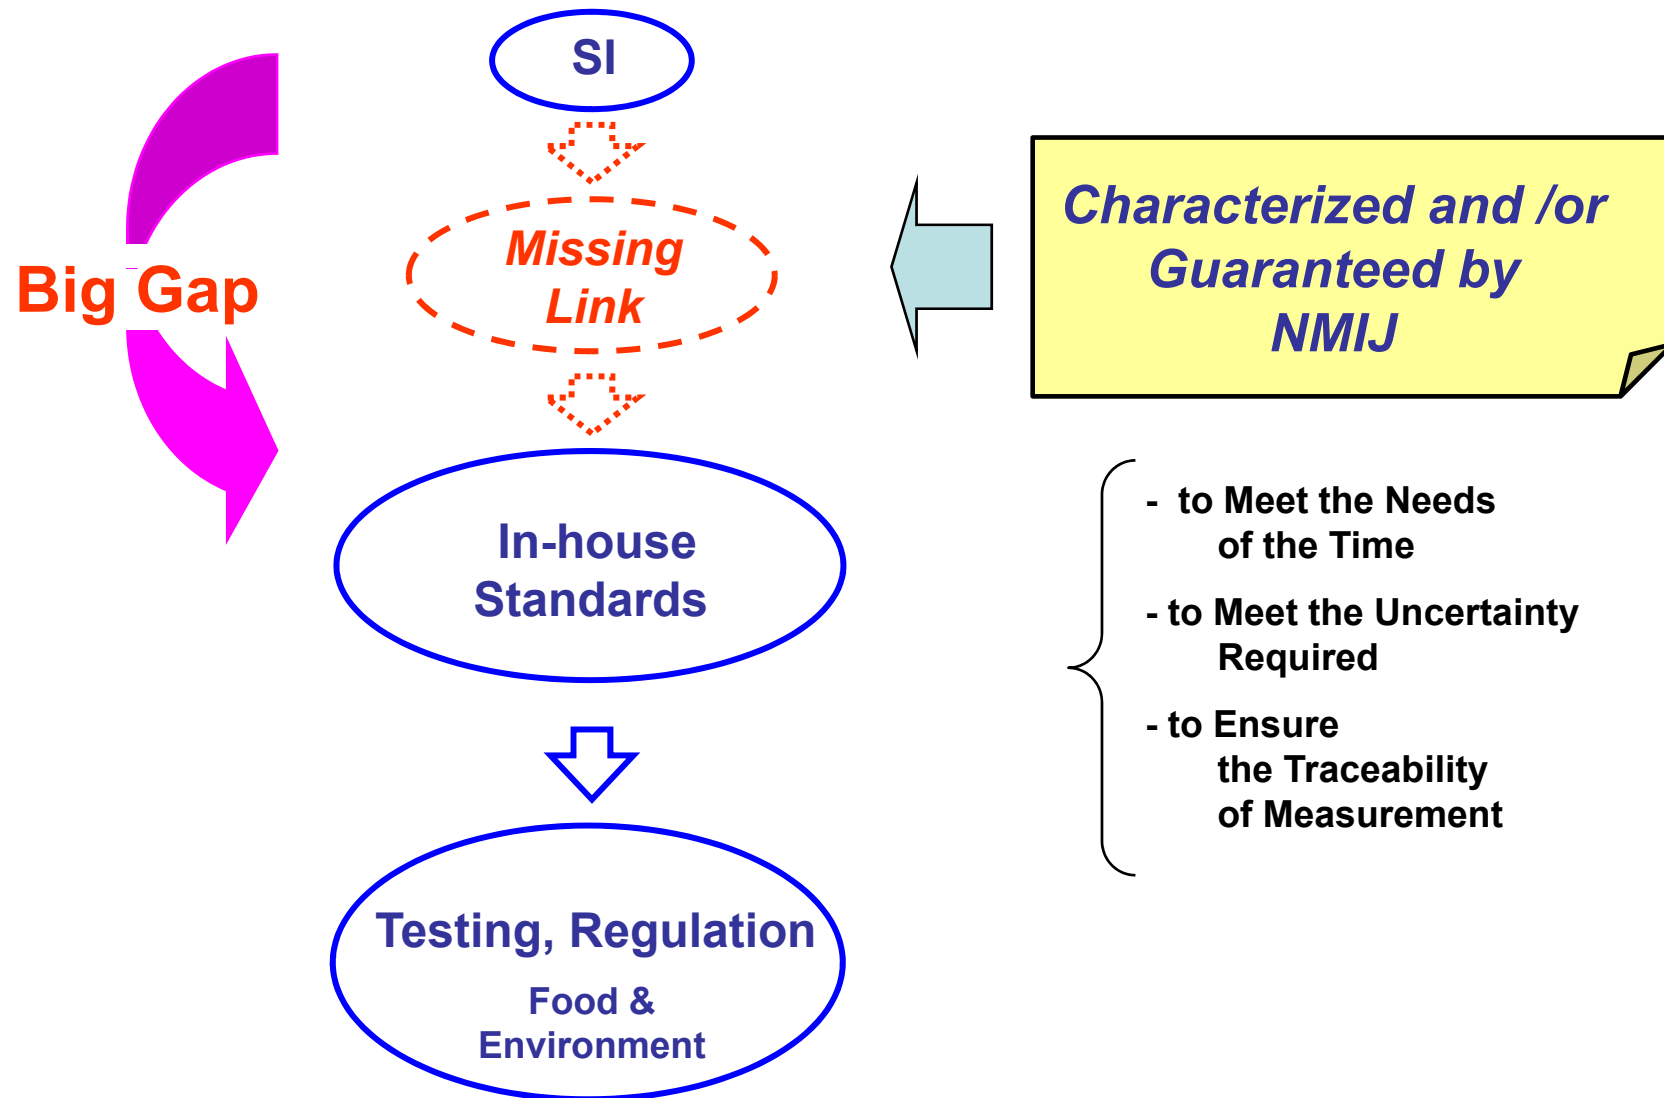 SI
Missing
Link
Big Gap
Characterized and /or
Guaranteed by
NMIJ
In-house
Standards
- to Meet the Needs
of the Time
- to Meet the Uncertainty
Required
- to Ensure
the Traceability
of Measurement
Testing, Regulation
Food &
Environment